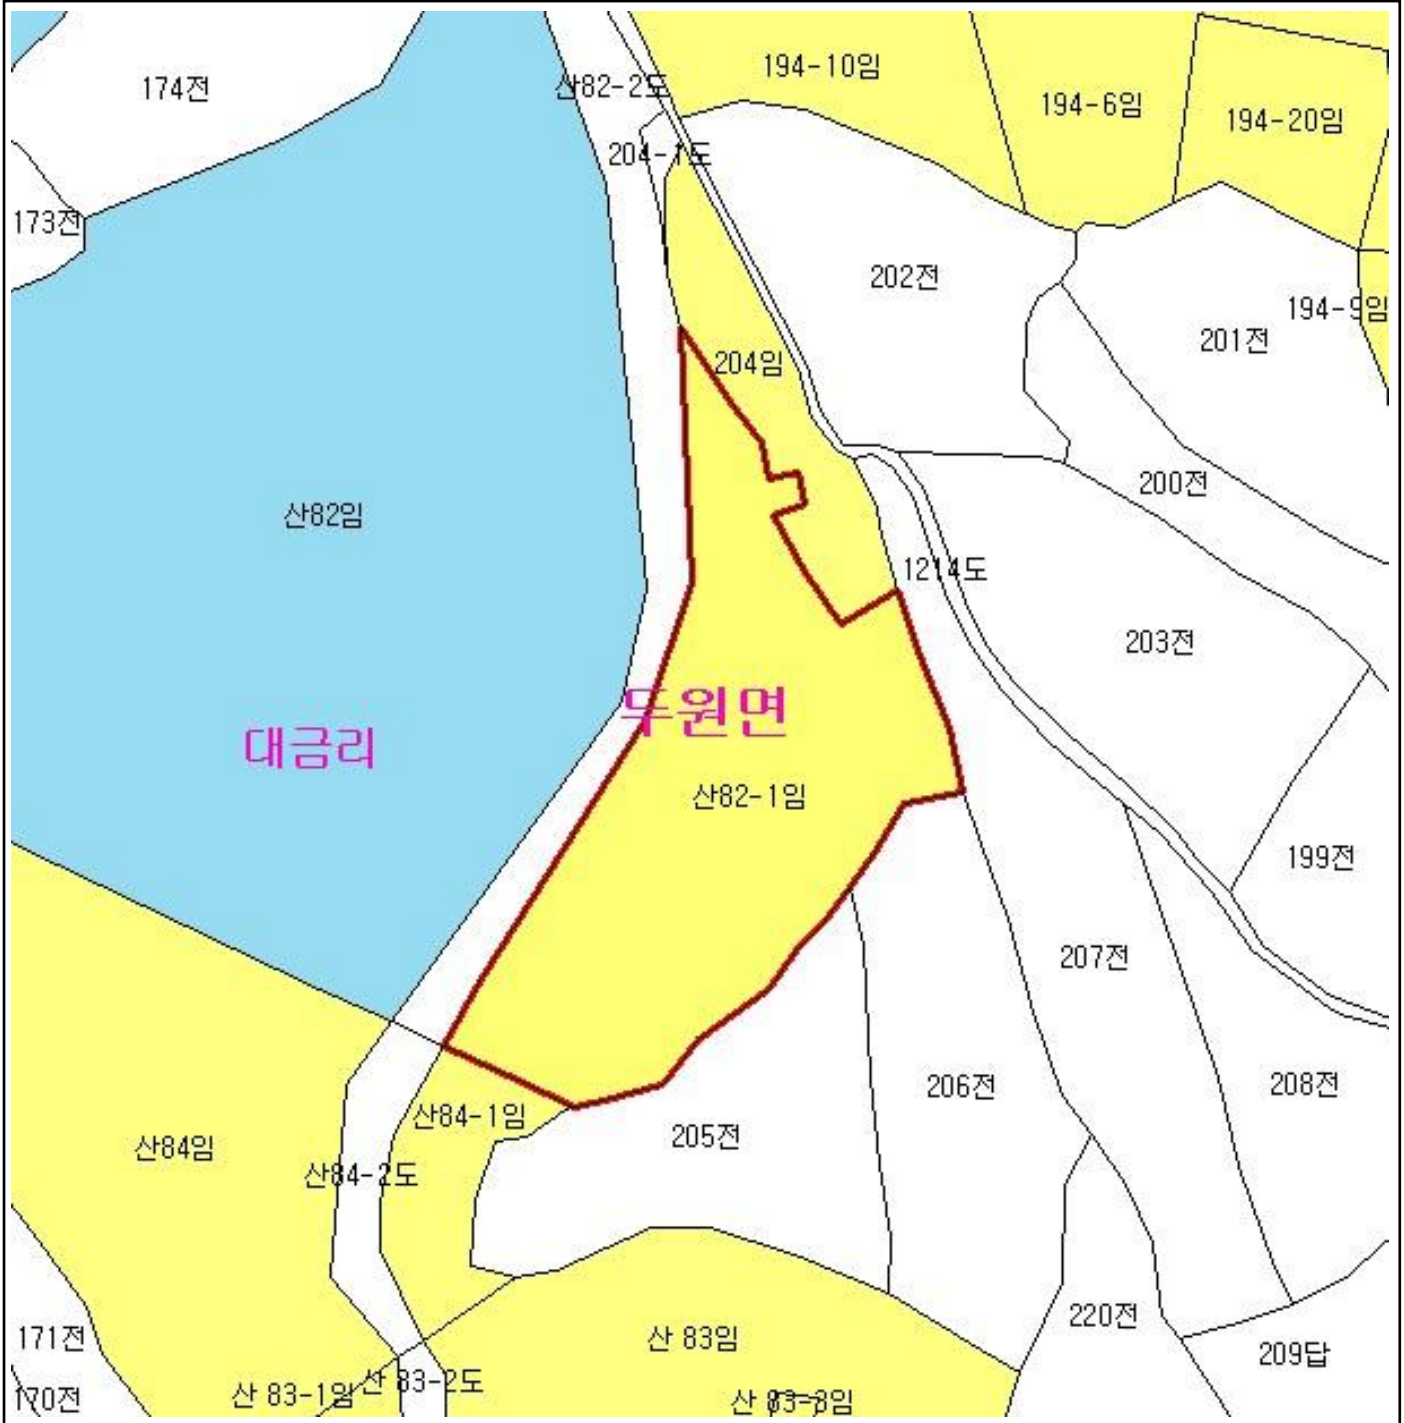 194-10임
174전
산82-2도
194-6임
194-20임
204-1도
173전
202전
194-9임
201전
204임
200전
산82임
1214도
203전
두원면
대금리
산82-1임
199전
207전
206전
208전
산84-1임
205전
산84임
산84-2도
220전
171전
산 83임
209답
산 83-2도
산 83-1임
170전
산 83-3임